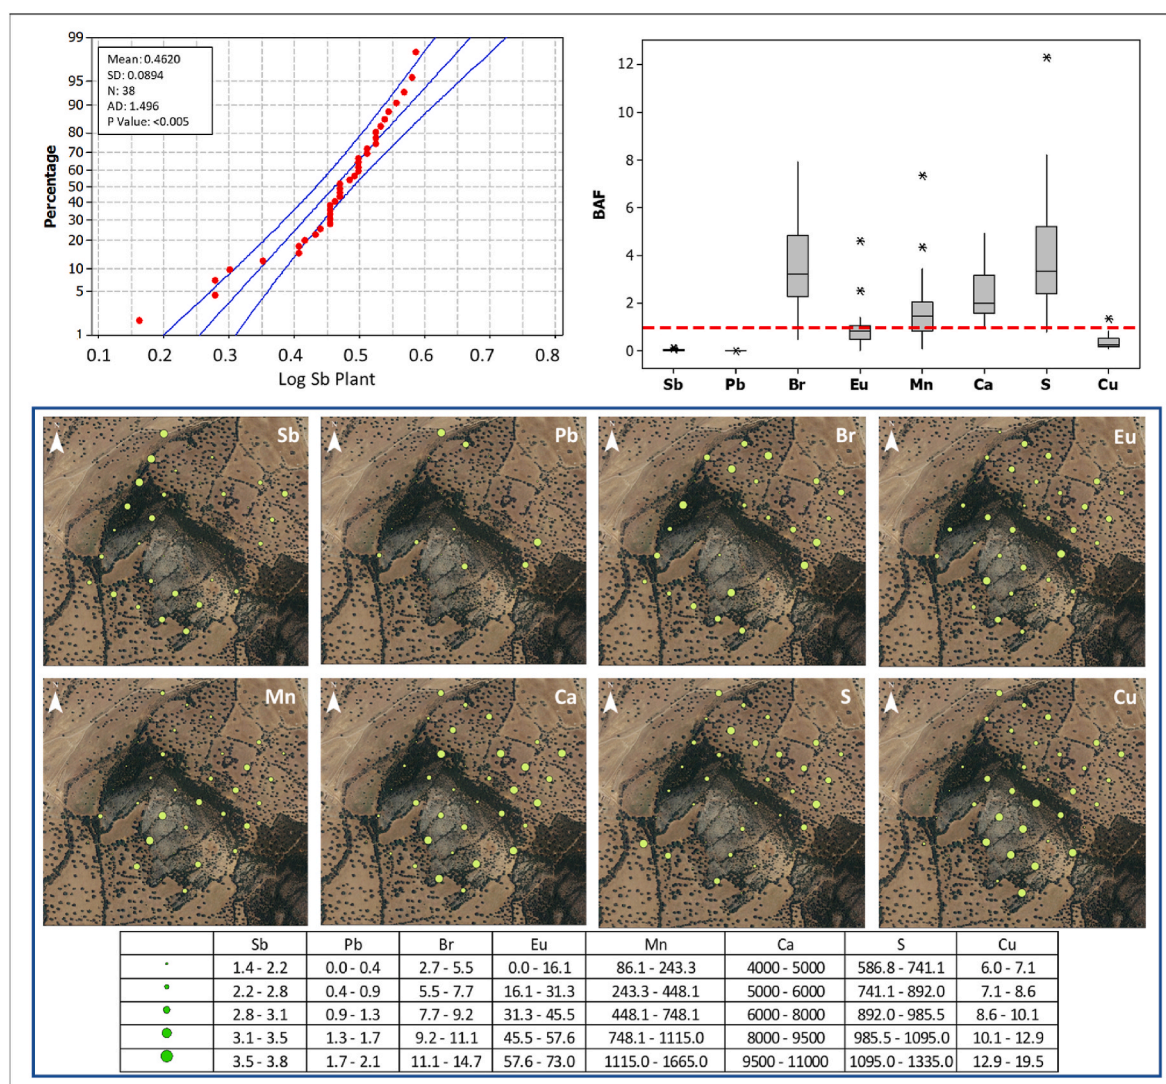 99
95
90
80
70
60
50
40
30
20
10
5
1
Percentage
Mean: 0.4620
SD: 0.0894
N: 38
AD: 1.496
P Value: <0.005
0.1 0.2 0.3 0.4 0.5 0.6 0.7 0.8
Log Sb Plant
12
10
8
6
4
2
0
BAF
Sb Pb Br Eu Mn Ca S Cu
Sb Pb Br Eu
Mn Ca S Cu
Sb Pb Br Eu Mn Ca S Cu
1.4 - 2.2 0.0 - 0.4 2.7 - 5.5 0.0 - 16.1 86.1 - 243.3 4000 - 5000 586.8 - 741.1 6.0 - 7.1
2.2 - 2.8 0.4 - 0.9 5.5 - 7.7 16.1 - 31.3 243.3 - 448.1 5000 - 6000 741.1 - 892.0 7.1 - 8.6
2.8 - 3.1 0.9 - 1.3 7.7 - 9.2 31.3 - 45.5 448.1 - 748.1 6000 - 8000 892.0 - 985.5 8.6 - 10.1
3.1 - 3.5 1.3 - 1.7 9.2 - 11.1 45.5 - 57.6 748.1 - 1115.0 8000 - 9500 985.5 - 1095.0 10.1 - 12.9
3.5 - 3.8 1.7 - 2.1 11.1 - 14.7 57.6 - 73.0 1115.0 - 1665.0 9500 - 11000 1095.0 - 1335.0 12.9 - 19.5